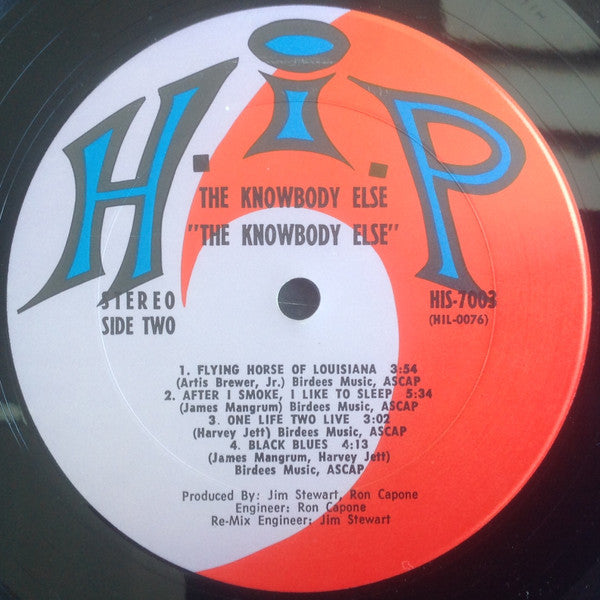 H.iP
THE KNOWBODY ELSE
"THE KNOWBODY ELSE"
STEREO
SIDE TWO
HIS-7003
(HIL-0076)
1. FLYING HORSE OF LOUISIANA 3:54
(Artis Brewer, Jr.) Birdees Music, ASCAP
2. AFTER I SMOKE, I LIKE TO SLEEP 5:34
(James Mangrum) Birdees Music, ASCAP
3. ONE LIFE TWO LIVE 3:02
(Harvey Jett) Birdees Music, ASCAP
4. BLACK BLUES 4:13
(James Mangrum, Harvey Jett)
Birdees Music, ASCAP
Produced By: Jim Stewart, Ron Capone
Engineer: Ron Capone
Re-Mix Engineer: Jim Stewart